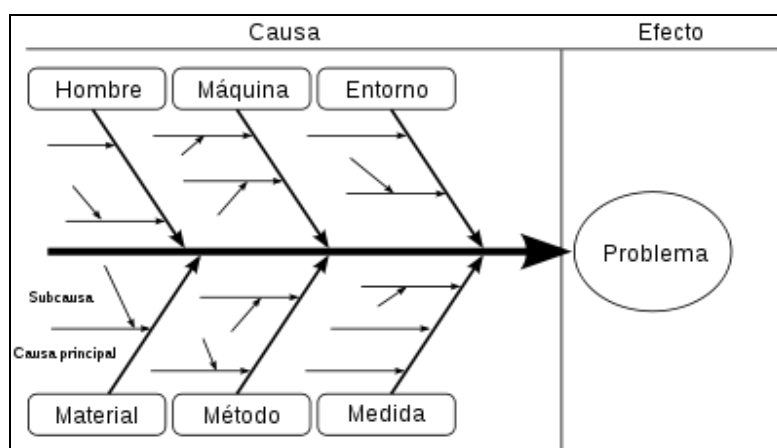 Causa
Efecto
Hombre
Máquina
Entorno
Problema
Subcausa
Causa principal
Material
Método
Medida